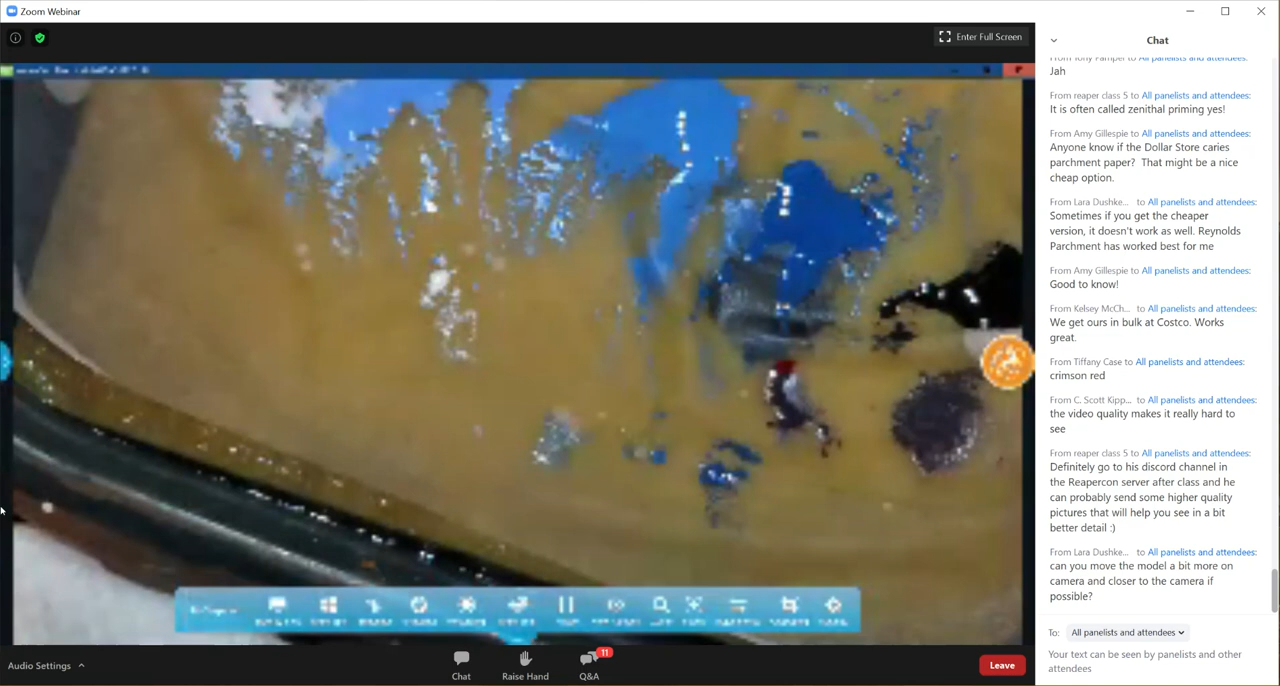 Zoom Webinar
Enter Full Screen
Chat
From Tony Pamper to All panelists and attendees:
Jah
From reaper class 5 to All panelists and attendees:
It is often called zenithal priming yes!
From Amy Gillespie to All panelists and attendees:
Anyone know if the Dollar Store caries
parchment paper? That might be a nice
cheap option.
From Lara Dushke... to All panelists and attendees:
Sometimes if you get the cheaper
version, it doesn't work as well. Reynolds
Parchment has worked best for me
From Amy Gillespie to All panelists and attendees:
Good to know!
From Kelsey McCh... to All panelists and attendees:
We get ours in bulk at Costco. Works
great.
From Tiffany Case to All panelists and attendees:
crimson red
From C. Scott Kipp... to All panelists and attendees:
the video quality makes it really hard to
see
From reaper class 5 to All panelists and attendees:
Definitely go to his discord channel in
the Reapercon server after class and he
can probably send some higher quality
pictures that will help you see in a bit
better detail :)
From Lara Dushke... to All panelists and attendees:
can you move the model a bit more on
camera and closer to the camera if
possible?
To: All panelists and attendees
Your text can be seen by panelists and other
attendees
Audio Settings
Chat
Raise Hand
11
Q&A
Leave